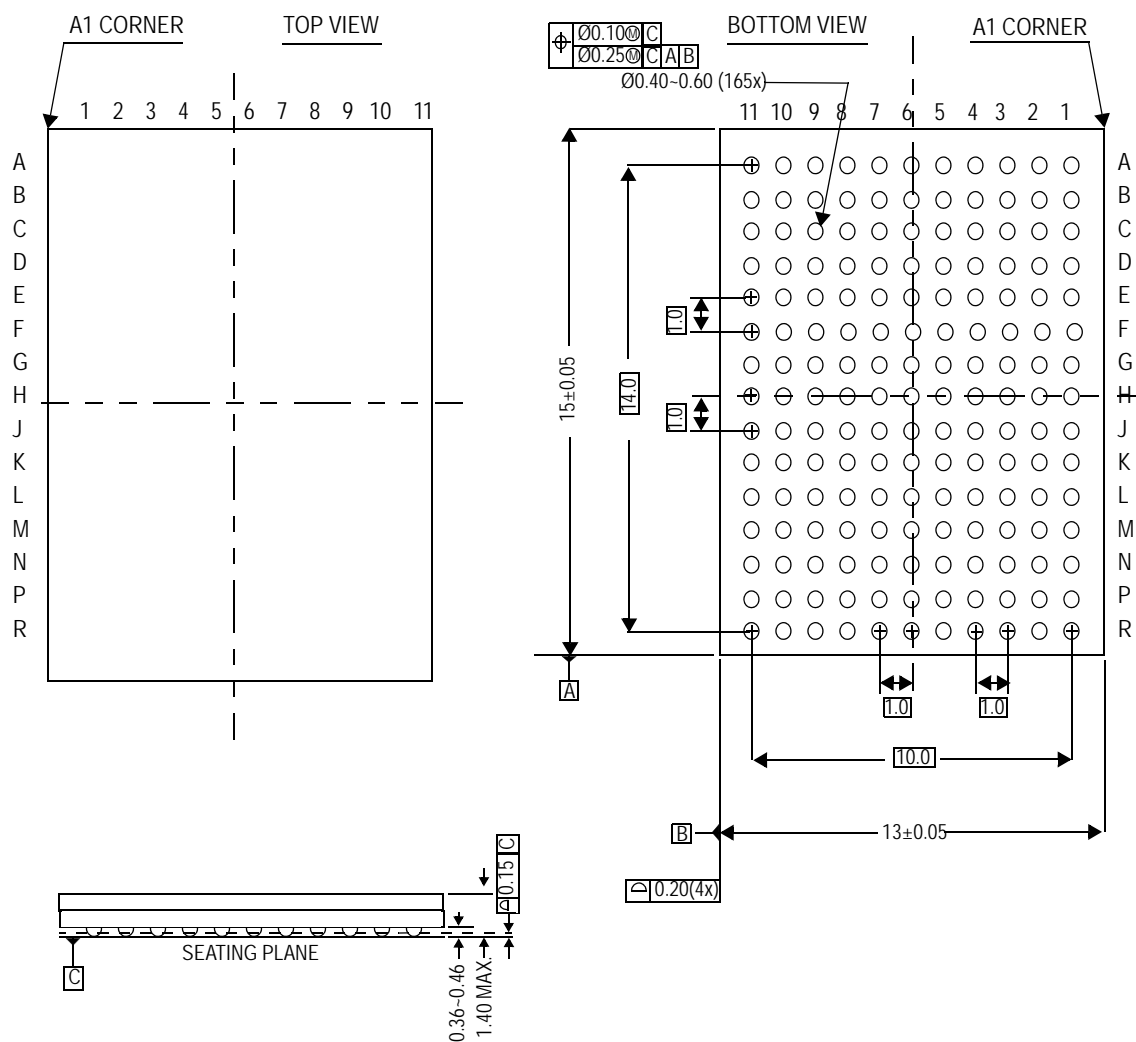 A1 CORNER
TOP VIEW
1 2 3 4 5 6 7 8 9 10 11
A
B
C
D
E
F
G
H
J
K
L
M
N
P
R
Ø0.10Ⓜ C
Ø0.25Ⓜ C A B
BOTTOM VIEW
A1 CORNER
Ø0.40~0.60 (165x)
11 10 9 8 7 6 5 4 3 2 1
A
B
C
D
E
F
G
H
J
K
L
M
N
P
R
1.0
1.0
14.0
15±0.05
A
1.0
1.0
10.0
B
13±0.05
0.20(4x)
0.15 C
SEATING PLANE
C
0.36~0.46
1.40 MAX.